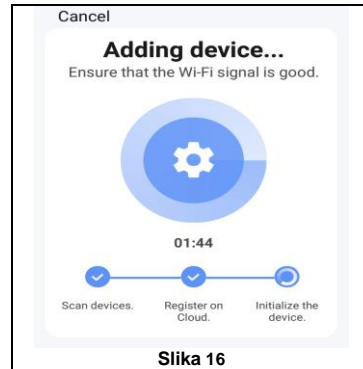 Cancel
Adding device...
Ensure that the Wi-Fi signal is good.
01:44
Scan devices.
Register on
Cloud.
Initialize the
device.
Slika 16